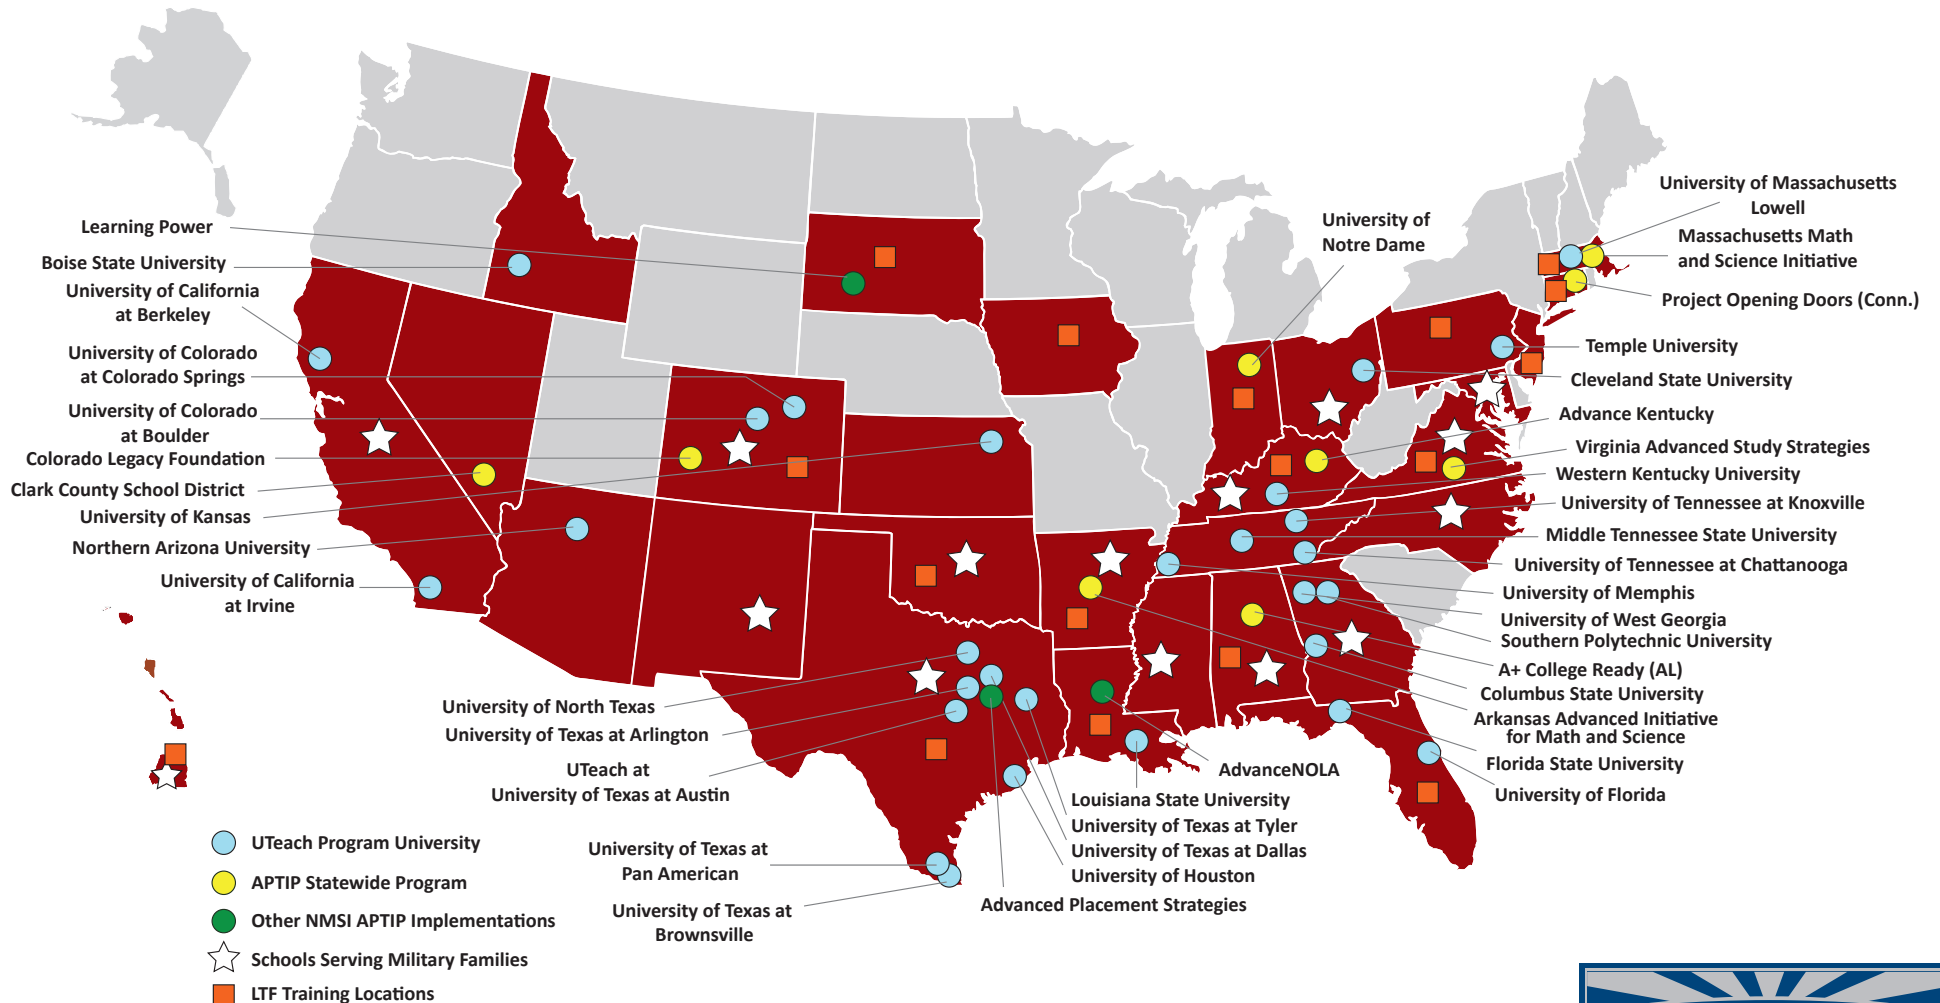 Learning Power
Boise State University
University of California
at Berkeley
University of Colorado
at Colorado Springs
University of Colorado
at Boulder
Colorado Legacy Foundation
Clark County School District
University of Kansas
Northern Arizona University
University of California
at Irvine
University of
Notre Dame
University of Massachusetts
Lowell
Massachusetts Math
and Science Initiative
Project Opening Doors (Conn.)
Temple University
Cleveland State University
Advance Kentucky
Virginia Advanced Study Strategies
Western Kentucky University
University of Tennessee at Knoxville
Middle Tennessee State University
University of Tennessee at Chattanooga
University of Memphis
University of West Georgia
Southern Polytechnic University
A+ College Ready (AL)
Columbus State University
Arkansas Advanced Initiative
for Math and Science
Florida State University
University of Florida
University of North Texas
University of Texas at Arlington
UTeach at
University of Texas at Austin
AdvanceNOLA
Louisiana State University
University of Texas at Tyler
University of Texas at Dallas
University of Houston
Advanced Placement Strategies
University of Texas at
Pan American
University of Texas at
Brownsville
UTeach Program University
APTIP Statewide Program
Other NMSI APTIP Implementations
Schools Serving Military Families
LTF Training Locations